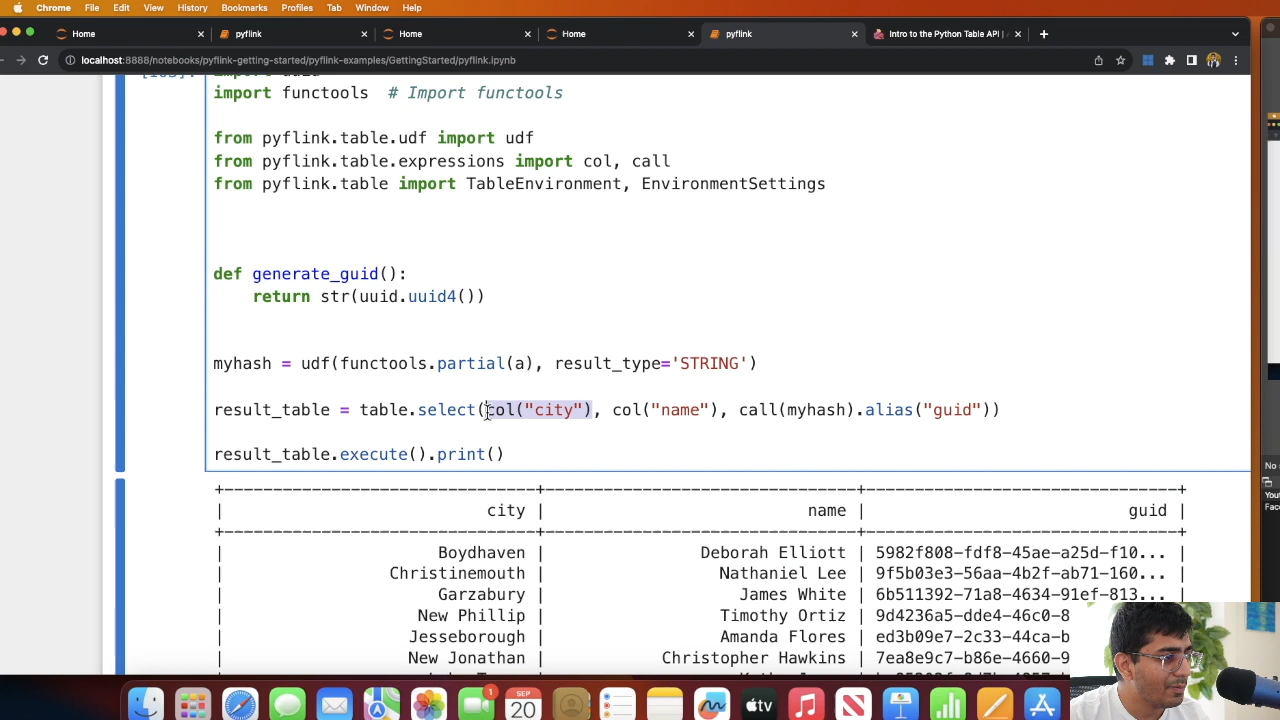 Chrome File Edit View History Bookmarks Profiles Tab Window Help
Home pyflink Home Home pyflink Intro to the Python Table API |
localhost:8888/notebooks/pyflink-getting-started/pyflink-examples/GettingStarted/pyflink.ipynb
import functools # Import functools
from pyflink.table.udf import udf
from pyflink.table.expressions import col, call
from pyflink.table import TableEnvironment, EnvironmentSettings
def generate_guid():
return str(uuid.uuid4())
myhash = udf(functools.partial(a), result_type='STRING')
result_table = table.select(col("city"), col("name"), call(myhash).alias("guid"))
result_table.execute().print()
| city | name | guid |
| Boydhaven | Deborah Elliott | 5982f808-fdf8-45ae-a25d-f10... |
| Christinemouth | Nathaniel Lee | 9f5b03e3-56aa-4b2f-ab71-160... |
| Garzabury | James White | 6b511392-71a8-4634-91ef-813... |
| New Phillip | Timothy Ortiz | 9d4236a5-dde4-46c0-8
| Jesseborough | Amanda Flores | ed3b09e7-2c33-44ca-b
| New Jonathan | Christopher Hawkins | 7ea8e9c7-b86e-4660-9
No s
Yout
Face
1
SEP
20
tv